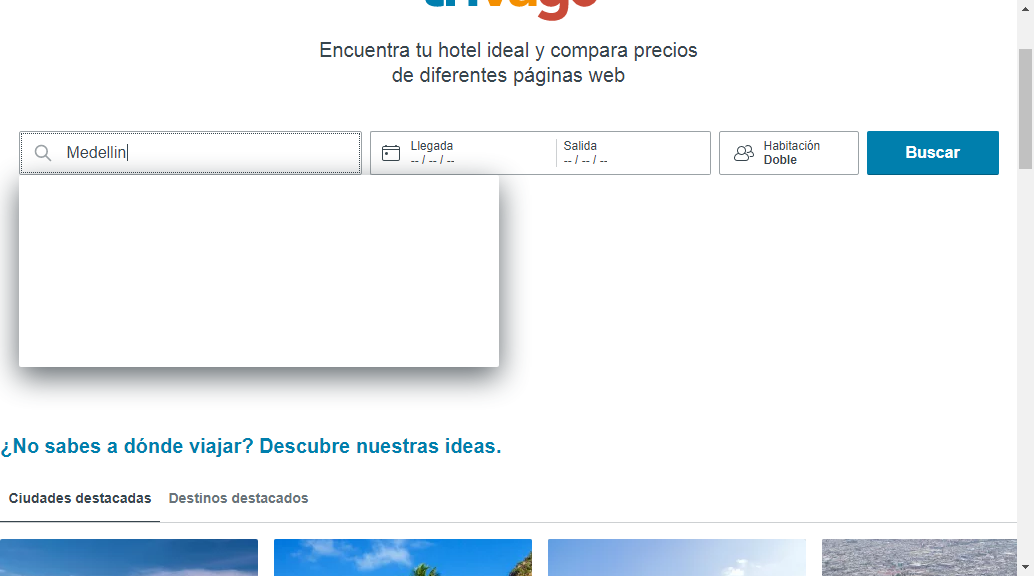 trivago
Encuentra tu hotel ideal y compara precios
de diferentes páginas web
Medellin
Llegada
-- / -- / --
Salida
-- / -- / --
Habitación
Doble
Buscar
¿No sabes a dónde viajar? Descubre nuestras ideas.
Ciudades destacadas
Destinos destacados